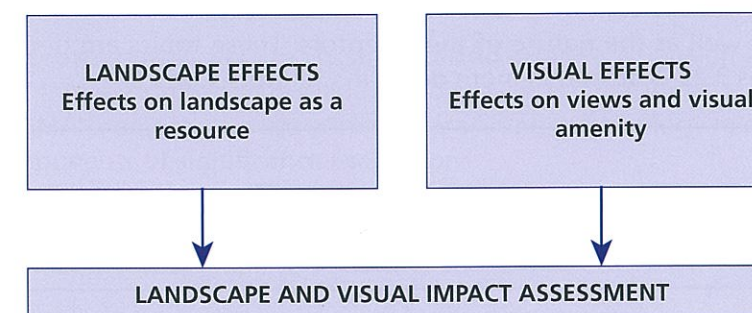 LANDSCAPE EFFECTS
Effects on landscape as a
resource
VISUAL EFFECTS
Effects on views and visual
amenity
LANDSCAPE AND VISUAL IMPACT ASSESSMENT